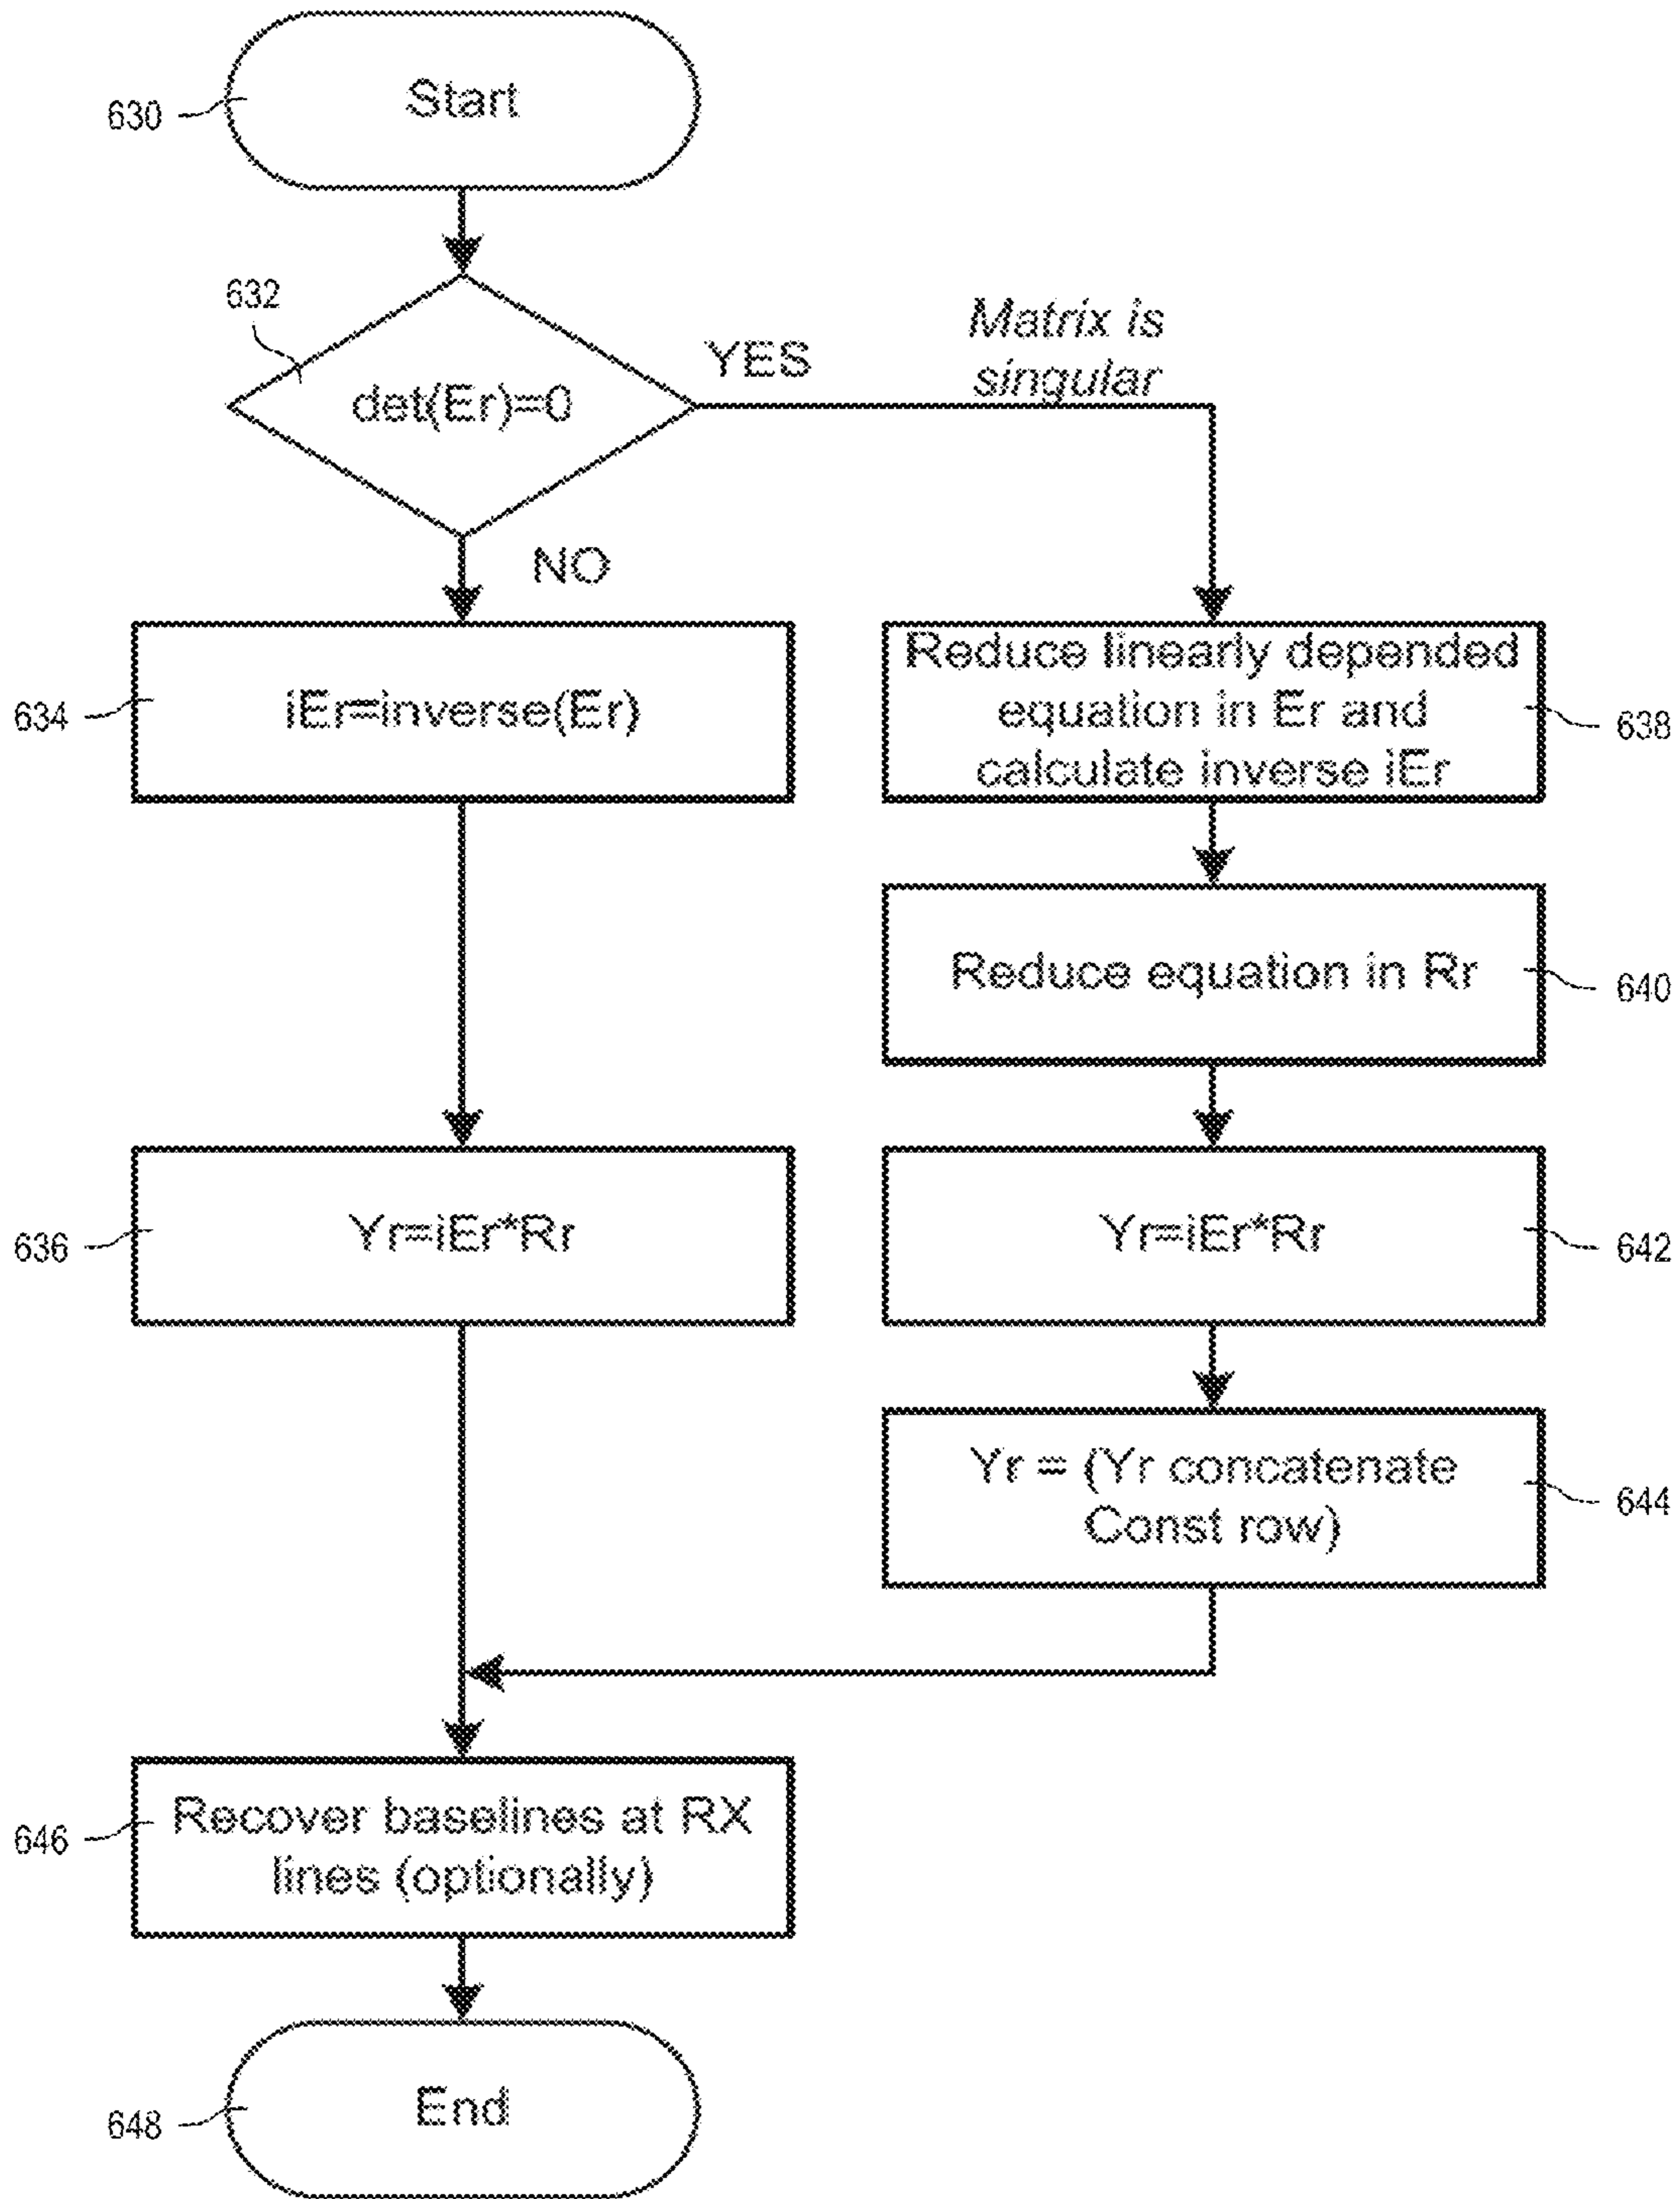 Start
630
632
det(Er)=0
YES
Matrix is
singular
NO
634
iEr=inverse(Er)
Reduce linearly depended
equation in Er and
calculate inverse iEr
638
Reduce equation in Rr
640
636
Yr=iEr*Rr
Yr=iEr*Rr
642
Yr = (Yr concatenate
Const row)
644
646
Recover baselines at RX
lines (optionally)
648
End